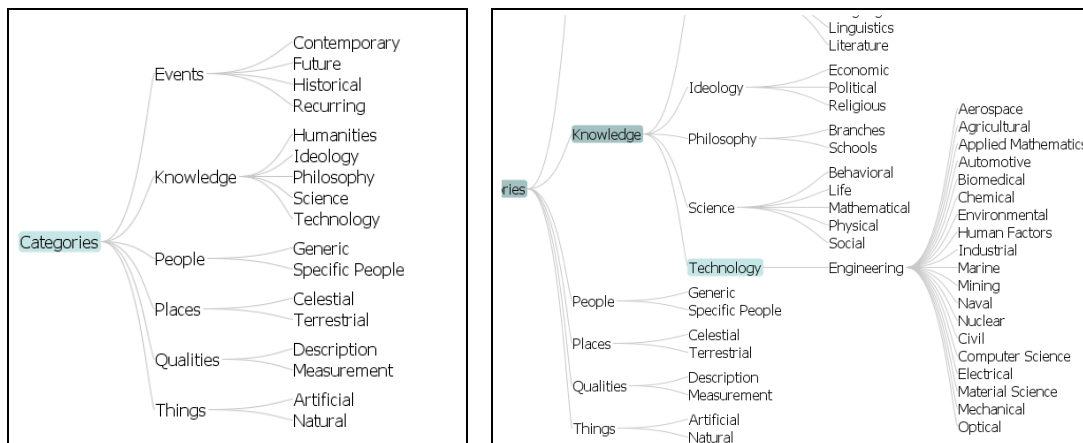 Contemporary
Future
Events
Historical
Recurring
Humanities
Ideology
Knowledge
Philosophy
Science
Technology
Categories
Generic
People
Specific People
Celestial
Places
Terrestrial
Description
Qualities
Measurement
Artificial
Things
Natural
Linguistics
Literature
Economic
Ideology
Political
Religious
Knowledge
Branches
Philosophy
Schools
Behavioral
Life
Science
Mathematical
Physical
Social
Technology
Engineering
Aerospace
Agricultural
Applied Mathematics
Automotive
Biomedical
Chemical
Environmental
Human Factors
Industrial
Marine
Mining
Naval
Nuclear
Civil
Computer Science
Electrical
Material Science
Mechanical
Optical
ries
Generic
People
Specific People
Celestial
Places
Terrestrial
Description
Qualities
Measurement
Artificial
Things
Natural